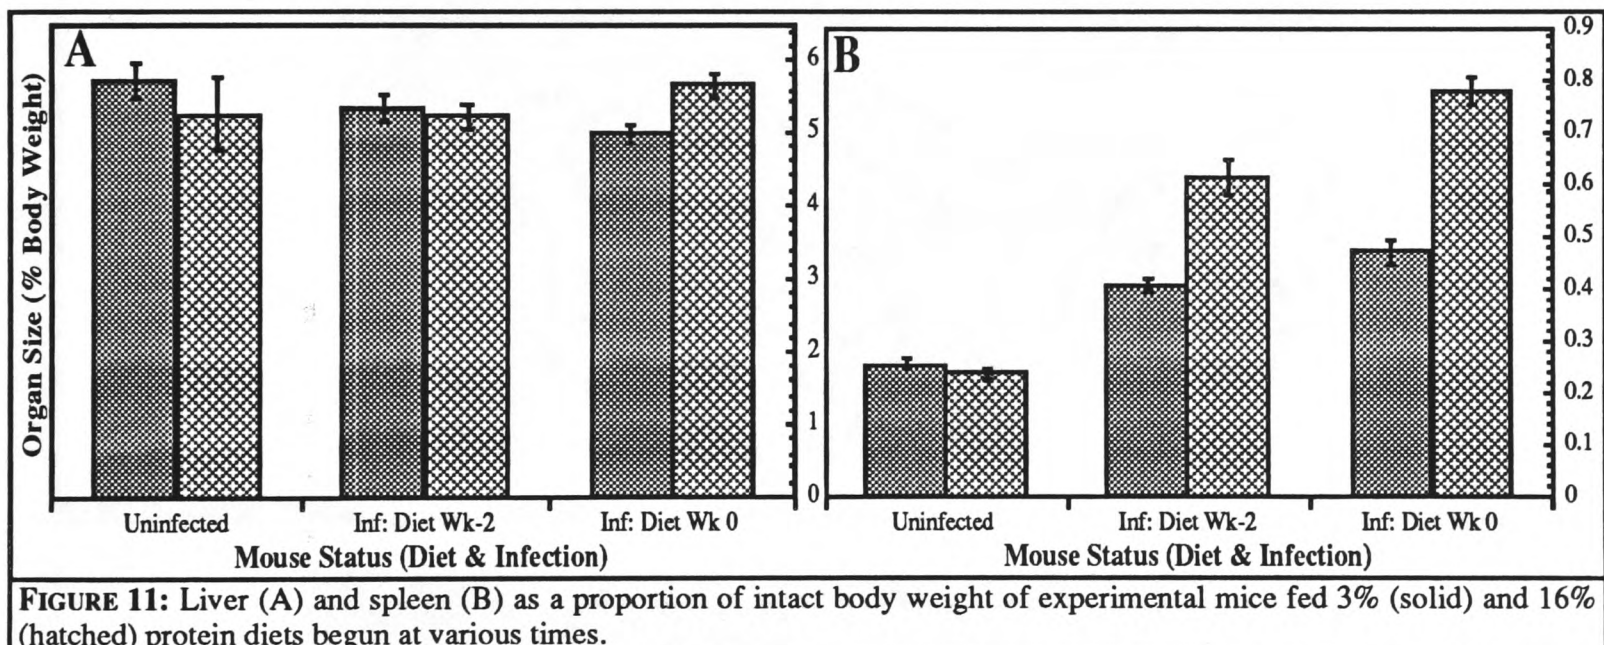 A
B
Organ Size (% Body Weight)
6
5
4
3
2
1
0
0.9
0.8
0.7
0.6
0.5
0.4
0.3
0.2
0.1
0
Uninfected Inf: Diet Wk-2 Inf: Diet Wk 0
Mouse Status (Diet & Infection)
Uninfected Inf: Diet Wk-2 Inf: Diet Wk 0
Mouse Status (Diet & Infection)
FIGURE 11: Liver (A) and spleen (B) as a proportion of intact body weight of experimental mice fed 3% (solid) and 16%
(hatched) protein diets begun at various times.